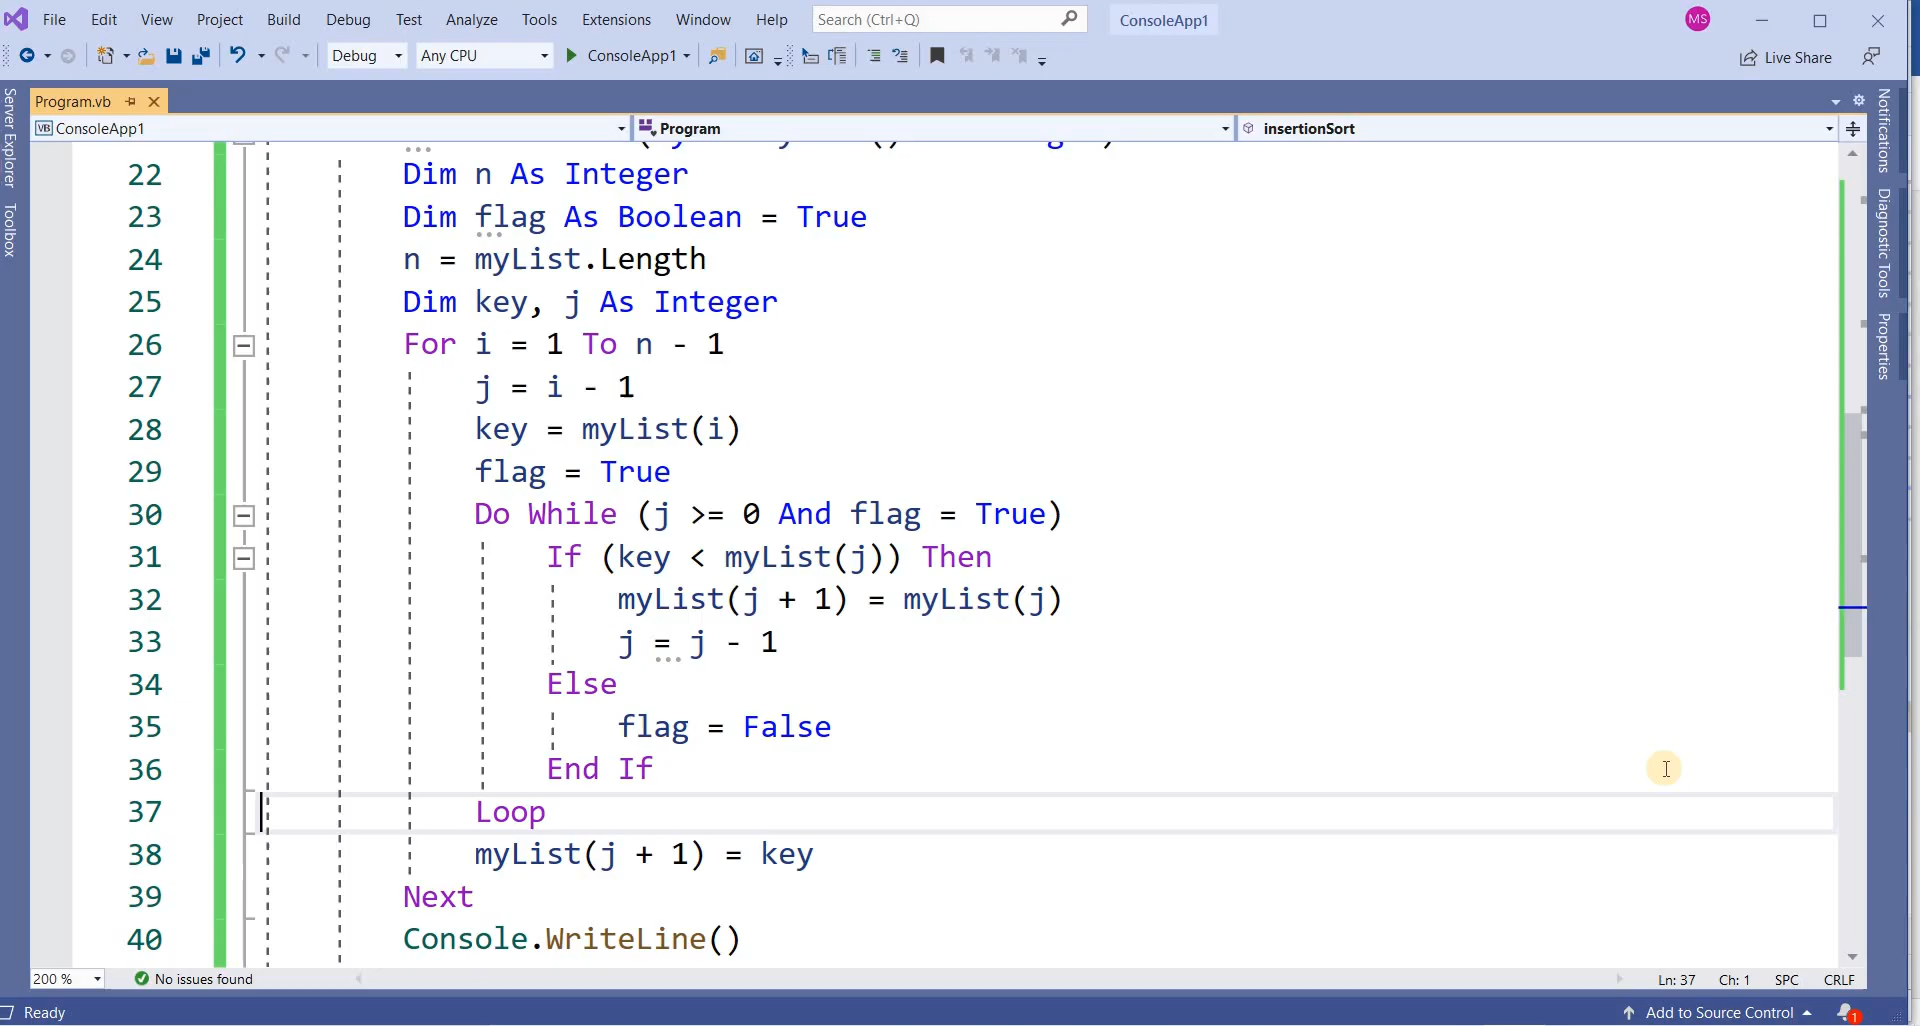 File Edit View Project Build Debug Test Analyze Tools Extensions Window Help Search (Ctrl+Q) ConsoleApp1 MS
Debug Any CPU ConsoleApp1 Live Share
Program.vb
ConsoleApp1 Program insertionSort
Server Explorer
Toolbox
Notifications
Diagnostic Tools
Properties
22 Dim n As Integer
23 Dim flag As Boolean = True
24 n = myList.Length
25 Dim key, j As Integer
26 For i = 1 To n - 1
27 j = i - 1
28 key = myList(i)
29 flag = True
30 Do While (j >= 0 And flag = True)
31 If (key < myList(j)) Then
32 myList(j + 1) = myList(j)
33 j = j - 1
34 Else
35 flag = False
36 End If
37 Loop
38 myList(j + 1) = key
39 Next
40 Console.WriteLine()
200 % No issues found Ln: 37 Ch: 1 SPC CRLF
Ready Add to Source Control 1